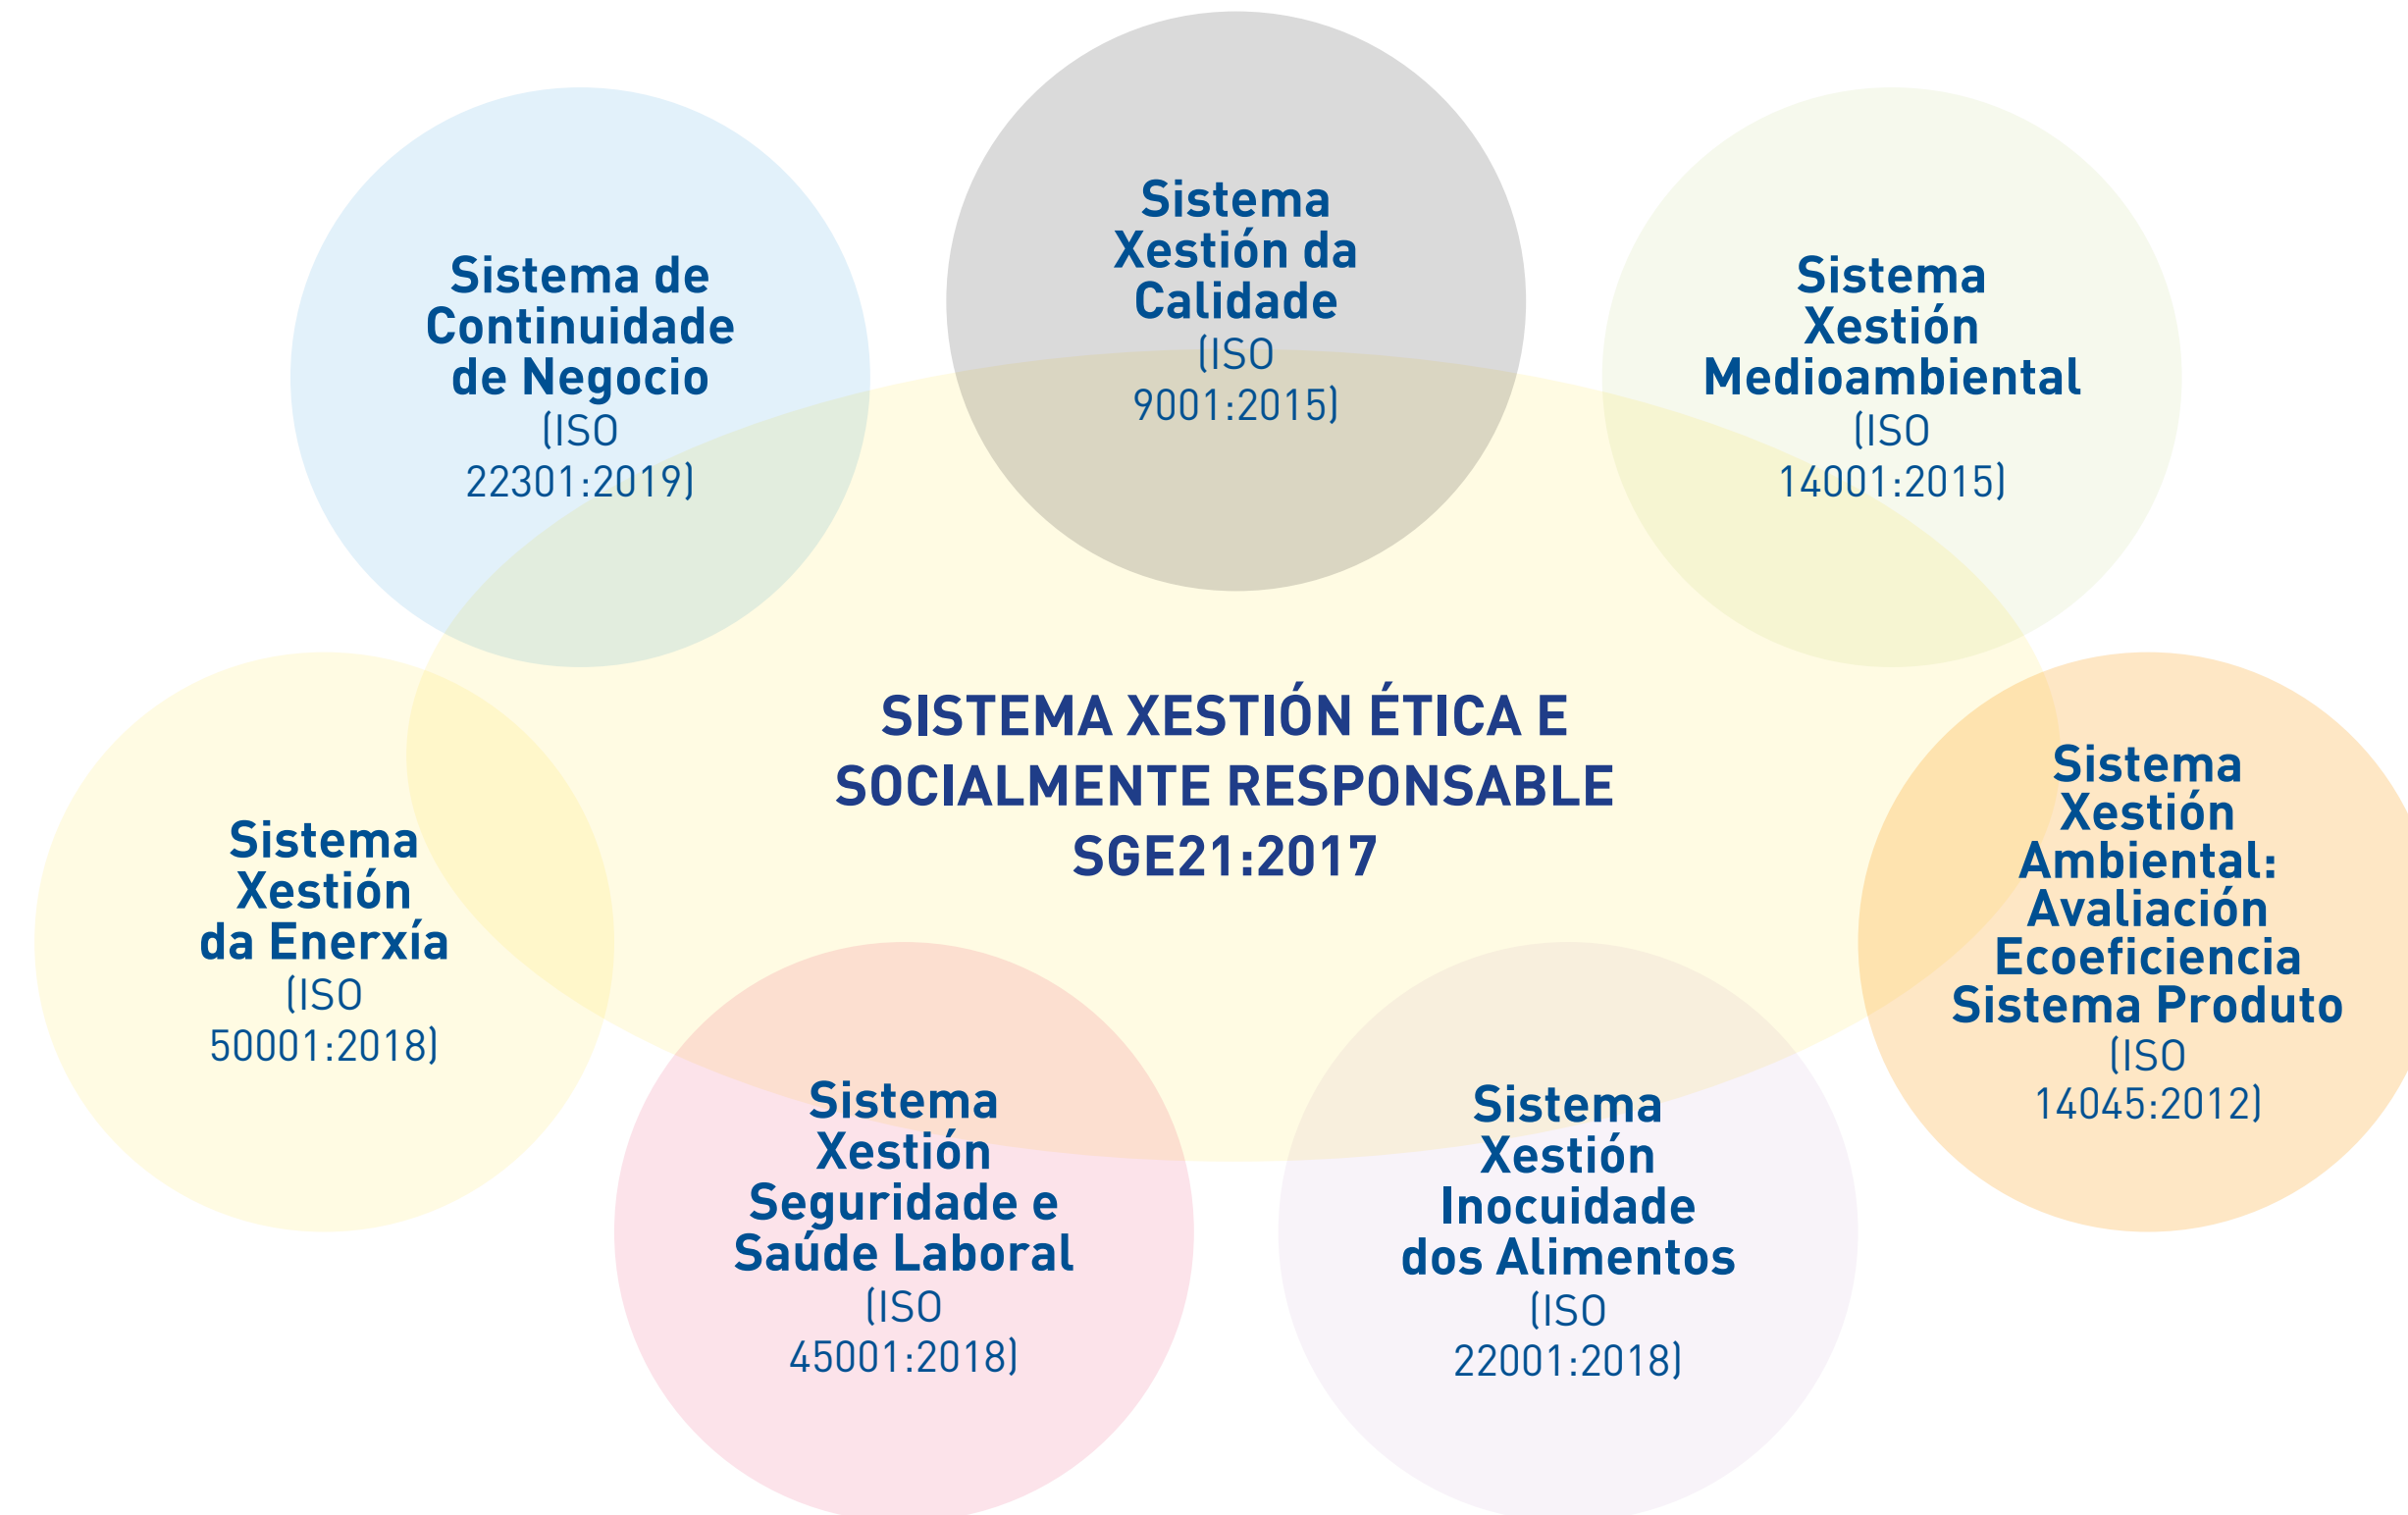 Sistema
Xestión da
Calidade
(ISO
9001:2015)
Sistema de
Continuidade
de Negocio
(ISO
22301:2019)
Sistema
Xestión
Medioambiental
(ISO
14001:2015)
SISTEMA XESTIÓN ÉTICA E
SOCIALMENTE RESPONSABLE
SGE21:2017
Sistema
Xestión
Ambiental:
Avaliación
Ecoeficiencia
Sistema Produto
(ISO
14045:2012)
Sistema
Xestión
da Enerxía
(ISO
50001:2018)
Sistema
Xestión
Seguridade e
Saúde Laboral
(ISO
45001:2018)
Sistema
Xestión
Inocuidade
dos Alimentos
(ISO
22001:2018)